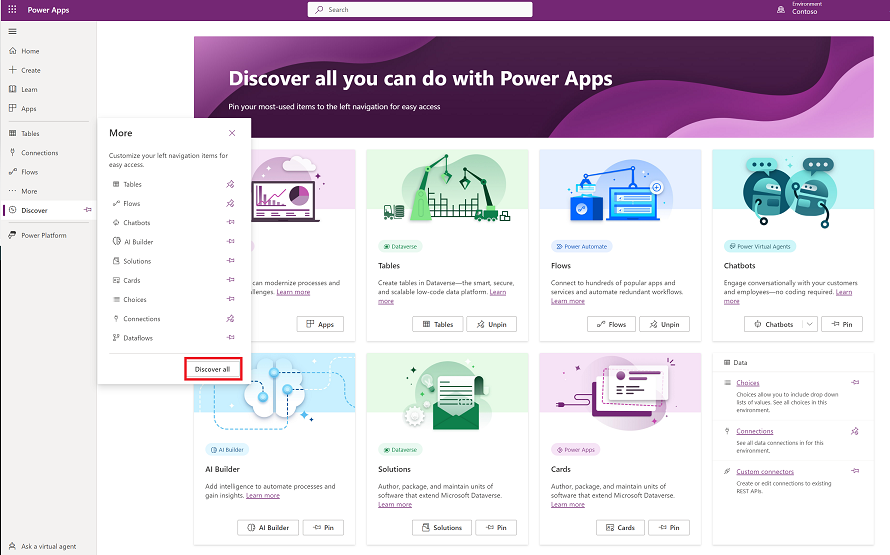 Power Apps
Search
Environment
Contoso
Home
Create
Learn
Apps
Tables
Connections
Flows
More
Discover
Power Platform
Ask a virtual agent
More
Customize your left navigation items for
easy access.
Tables
Flows
Chatbots
AI Builder
Solutions
Cards
Choices
Connections
Dataflows
Discover all
Discover all you can do with Power Apps
Pin your most-used items to the left navigation for easy access
can modernize processes and
allenges. Learn more
Apps
Dataverse
Tables
Create tables in Dataverse—the smart, secure,
and scalable low-code data platform. Learn
more
Tables
Unpin
Power Automate
Flows
Connect to hundreds of popular apps and
services and automate redundant workflows.
Learn more
Flows
Unpin
Power Virtual Agents
Chatbots
Engage conversationally with your customers
and employees—no coding required. Learn
more
Chatbots
Pin
AI Builder
AI Builder
Add intelligence to automate processes and
gain insights. Learn more
AI Builder
Pin
Dataverse
Solutions
Author, package, and maintain units of
software that extend Microsoft Dataverse.
Learn more
Solutions
Pin
Power Apps
Cards
Author, package, and maintain units of
software that extend Microsoft Dataverse.
Learn more
Cards
Pin
Data
Choices
Choices allow you to include drop down
lists of values. See all choices in this
environment.
Connections
See all data connections in for this
environment.
Custom connectors
Create or edit connections to existing
REST APIs.